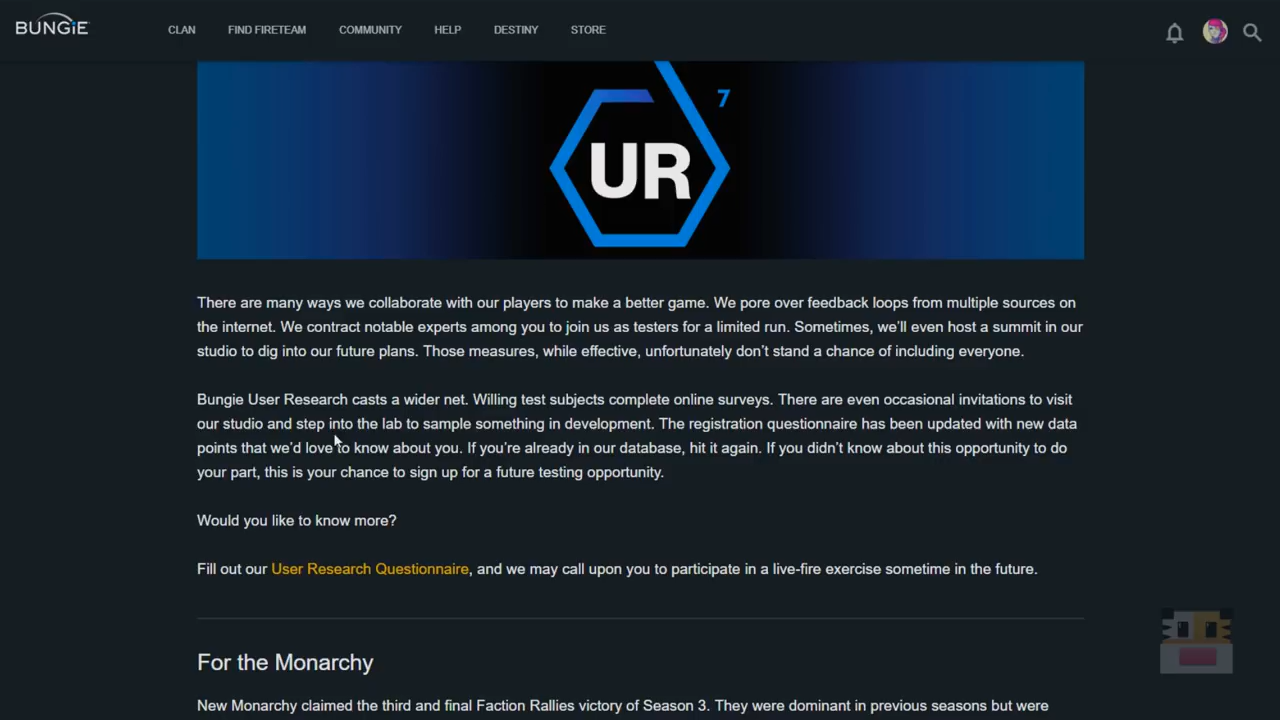 BUNGiE
CLAN
FIND FIRETEAM
COMMUNITY
HELP
DESTINY
STORE
7
UR
There are many ways we collaborate with our players to make a better game. We pore over feedback loops from multiple sources on
the internet. We contract notable experts among you to join us as testers for a limited run. Sometimes, we’ll even host a summit in our
studio to dig into our future plans. Those measures, while effective, unfortunately don’t stand a chance of including everyone.
Bungie User Research casts a wider net. Willing test subjects complete online surveys. There are even occasional invitations to visit
our studio and step into the lab to sample something in development. The registration questionnaire has been updated with new data
points that we’d love to know about you. If you’re already in our database, hit it again. If you didn’t know about this opportunity to do
your part, this is your chance to sign up for a future testing opportunity.
Would you like to know more?
Fill out our User Research Questionnaire, and we may call upon you to participate in a live-fire exercise sometime in the future.
For the Monarchy
New Monarchy claimed the third and final Faction Rallies victory of Season 3. They were dominant in previous seasons but were